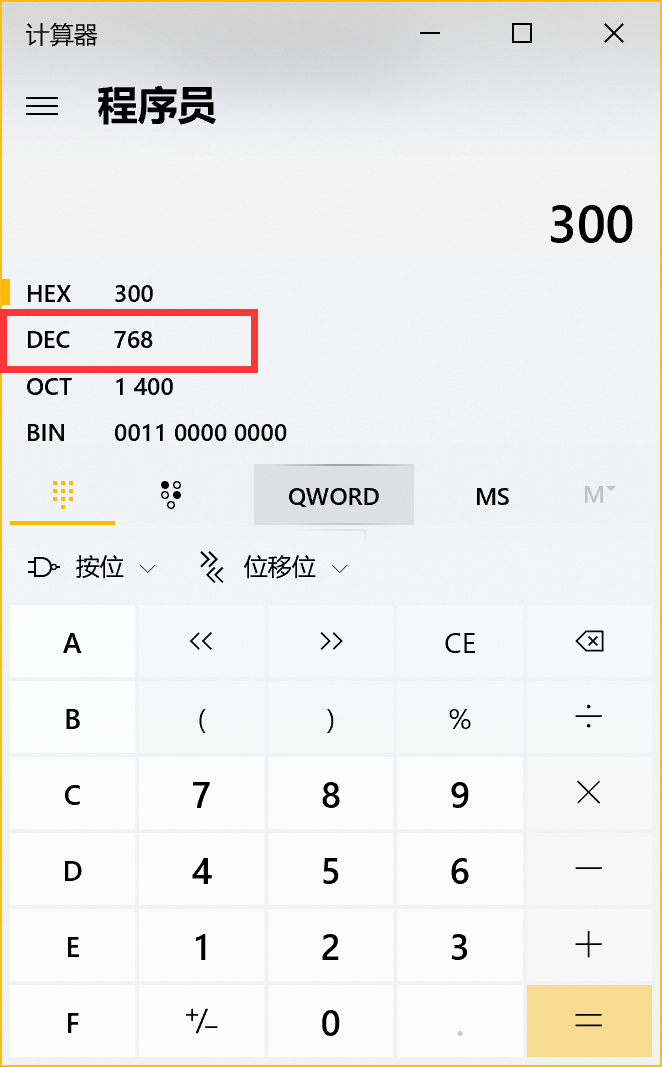 计算器
程序员
300
HEX 300
DEC 768
OCT 1 400
BIN 0011 0000 0000
QWORD MS M
按位 位移位
A << >> CE
B ( ) % ÷
C 7 8 9 ×
D 4 5 6 −
E 1 2 3 +
F +/− 0 . =